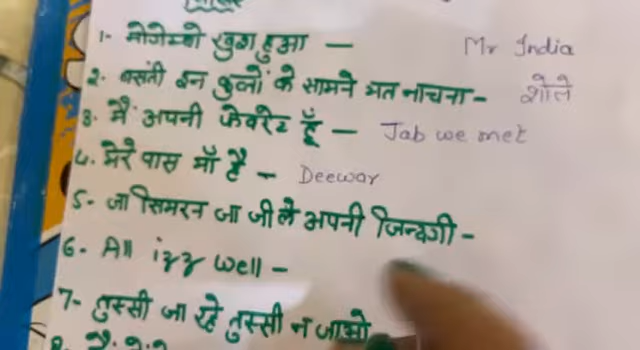 1- मोगेम्बो खुश हुआ — Mr India
2. बसंती इन कुत्तों के सामने मत नाचना - शोले
3. मैं अपनी फेवरेट हूँ — Jab we met
4. मेरे पास माँ है - Deewar
5- जा सिमरन जा जीले अपनी जिन्दगी -
6- All izz well -
7- तुस्सी जा रहे तुस्सी न जाओ
8.